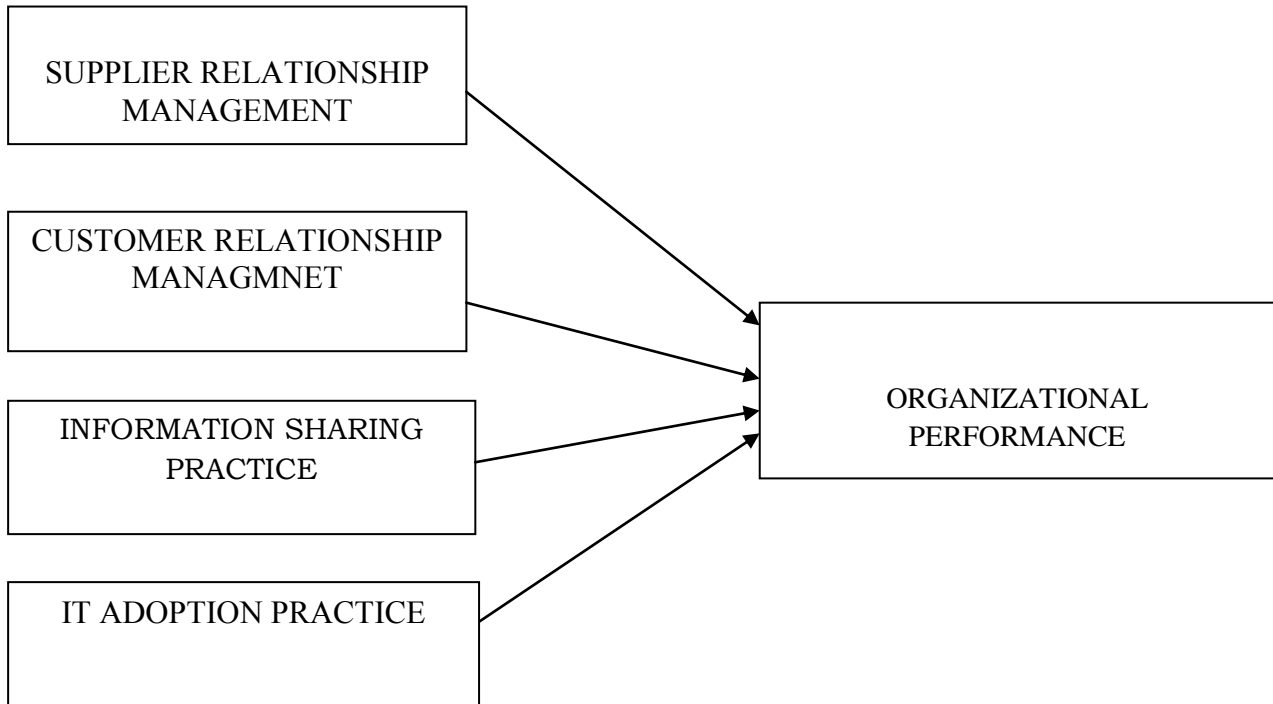 SUPPLIER RELATIONSHIP
MANAGEMENT
CUSTOMER RELATIONSHIP
MANAGMNET
INFORMATION SHARING
PRACTICE
IT ADOPTION PRACTICE
ORGANIZATIONAL
PERFORMANCE